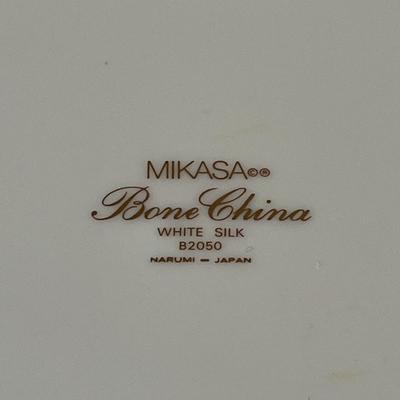 MIKASA©®
Bone China
WHITE SILK
B2050
NARUMI – JAPAN